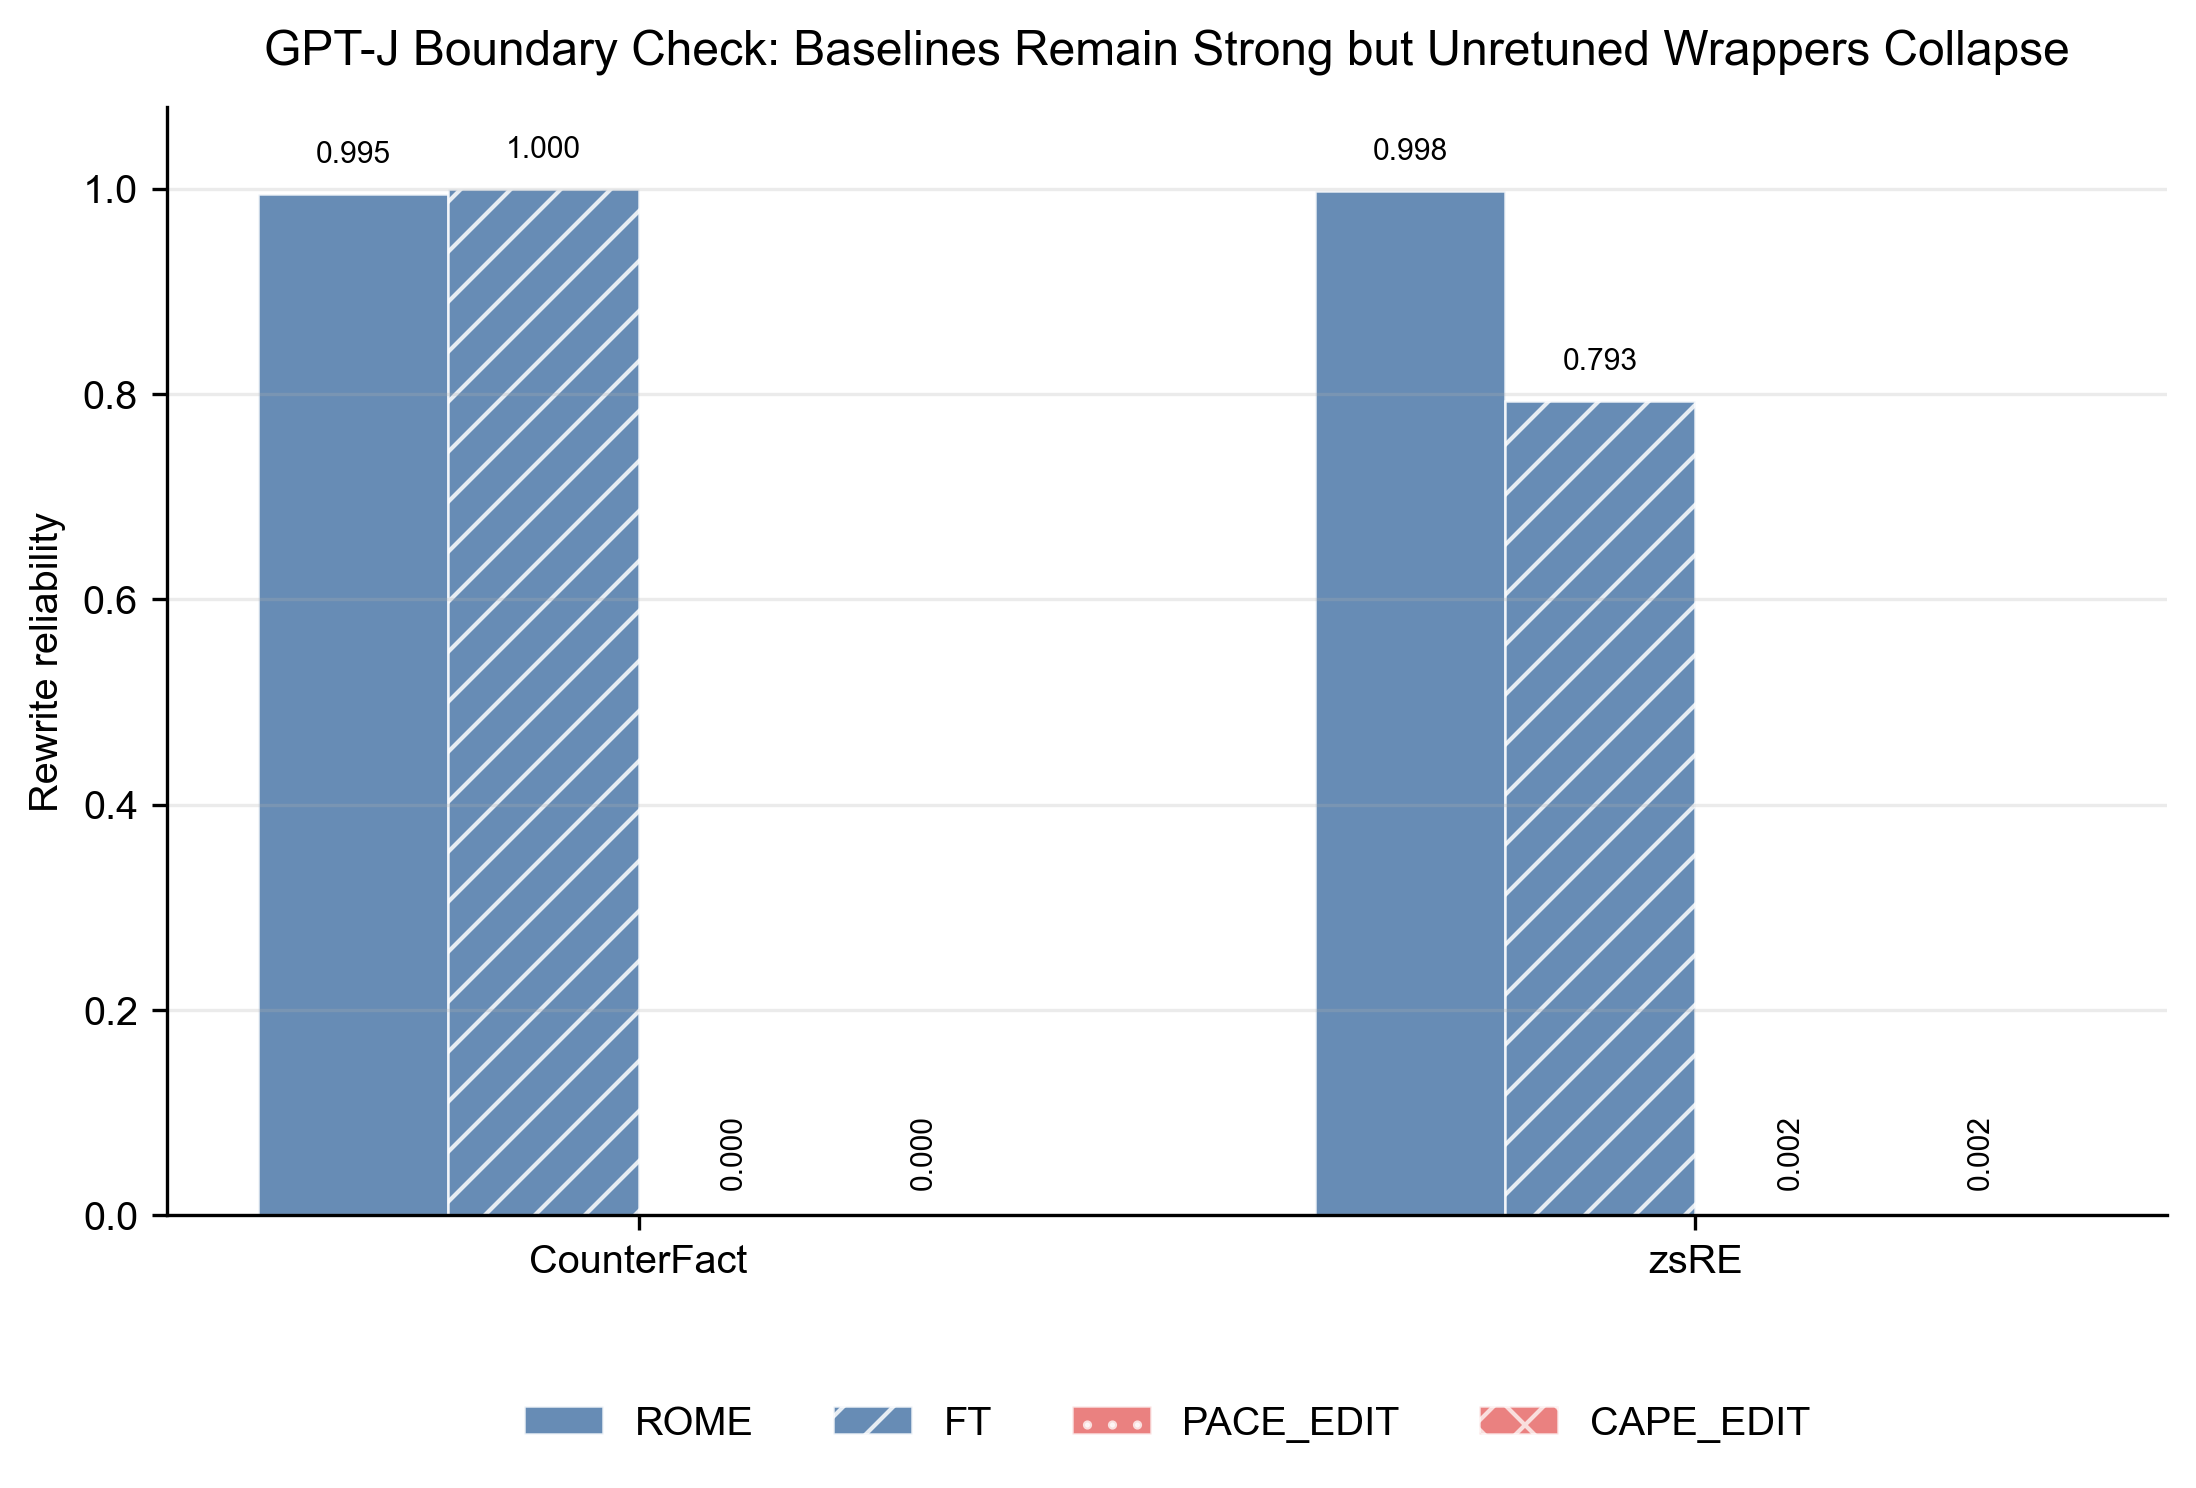 GPT-J Boundary Check: Baselines Remain Strong but Unretuned Wrappers Collapse
Rewrite reliability
1.0
0.8
0.6
0.4
0.2
0.0
0.995
1.000
0.000
0.000
0.998
0.793
0.002
0.002
CounterFact
zsRE
ROME
FT
PACE_EDIT
CAPE_EDIT